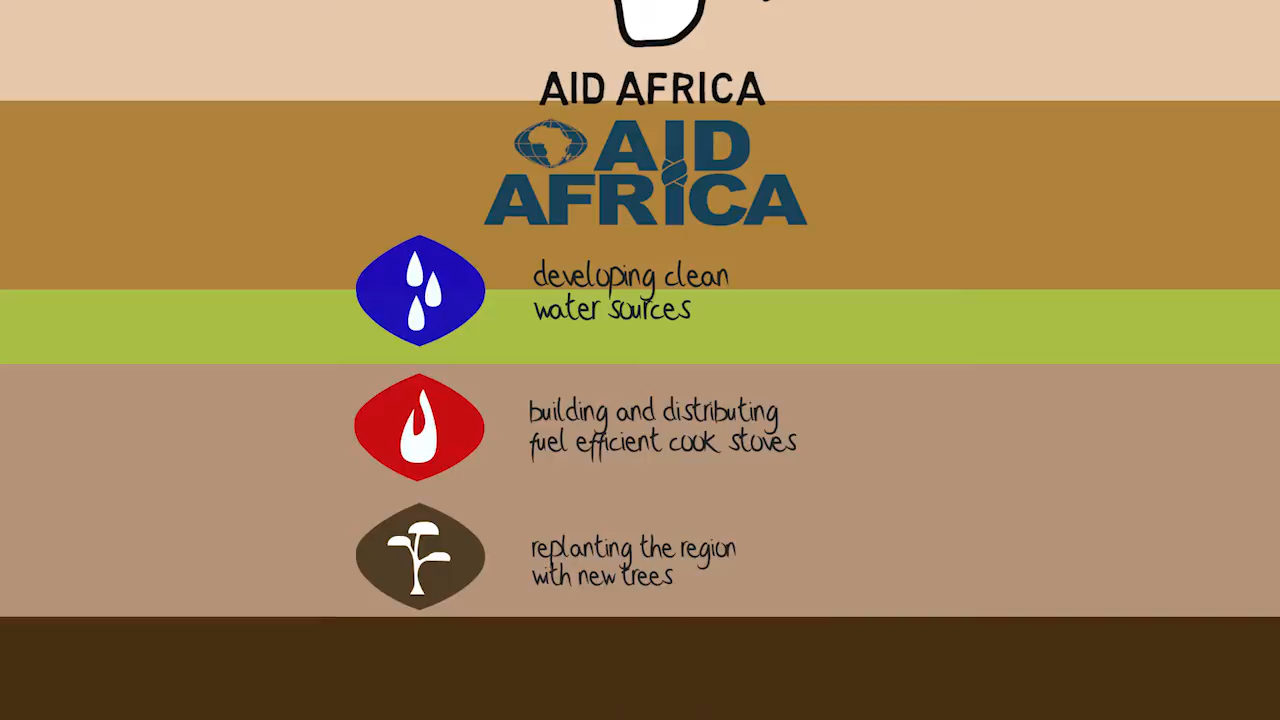 AID AFRICA
AID
AFRICA
developing clean
water sources
building and distributing
fuel efficient cook stoves
replanting the region
with new trees